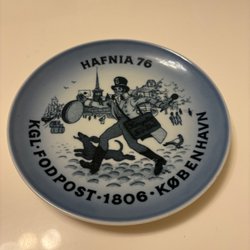 HAFNIA 76
KGL·FODPOST·1806·KØBENHAVN